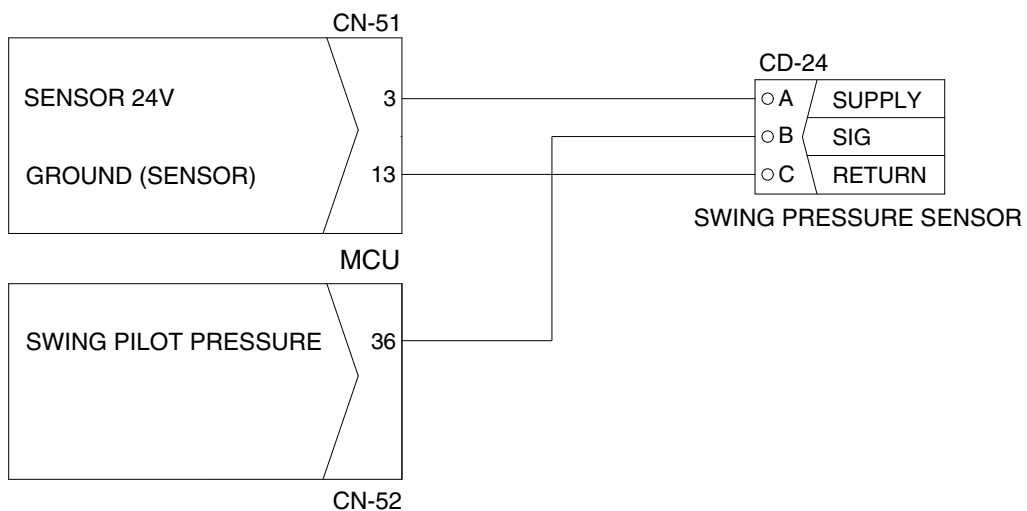 CN-51
SENSOR 24V
3
GROUND (SENSOR)
13
MCU
SWING PILOT PRESSURE
36
CN-52
CD-24
A
SUPPLY
B
SIG
C
RETURN
SWING PRESSURE SENSOR